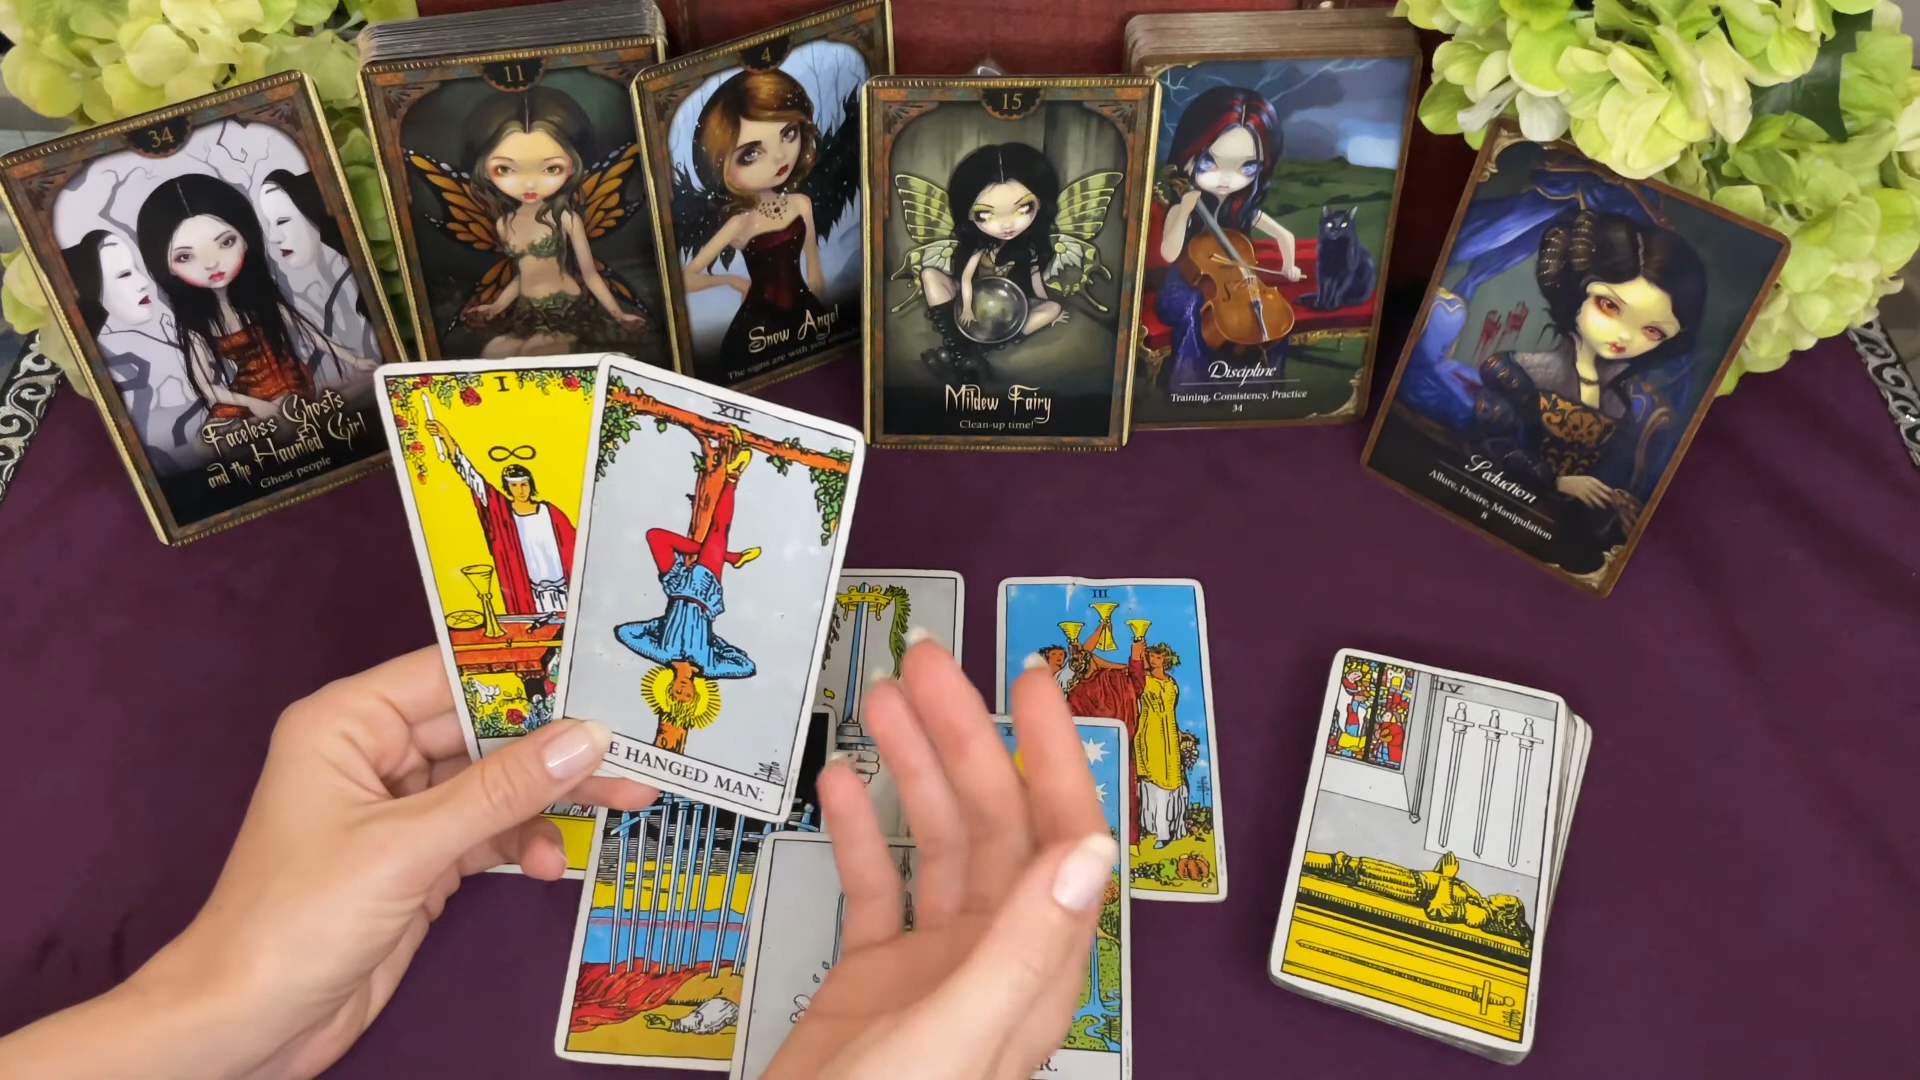 34
Faceless Ghosts
and the Haunted Girl
Ghost people
11
4
Snow Angel
The signs are with you
15
Mildew Fairy
Clean-up time!
Discipline
Training, Consistency, Practice
34
Seduction
Allure, Desire, Manipulation
8
I
XII
E HANGED MAN:
III
X
R.
IV